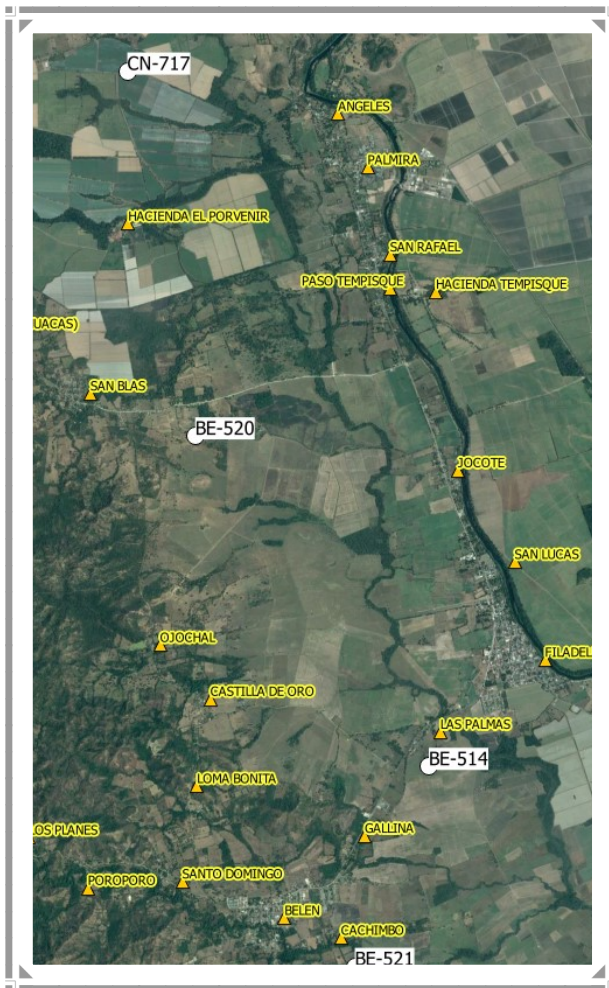 CN-717
ANGELES
PALMIRA
HACIENDA EL PORVENIR
SAN RAFAEL
PASO TEMPISQUE
HACIENDA TEMPISQUE
UACAS)
SAN BLAS
BE-520
JOCOTE
SAN LUCAS
OJOCHAL
FILADEL
CASTILLA DE ORO
LAS PALMAS
BE-514
LOMA BONITA
LOS PLANES
GALLINA
POROPORO
SANTO DOMINGO
BELEN
CACHIMBO
BE-521